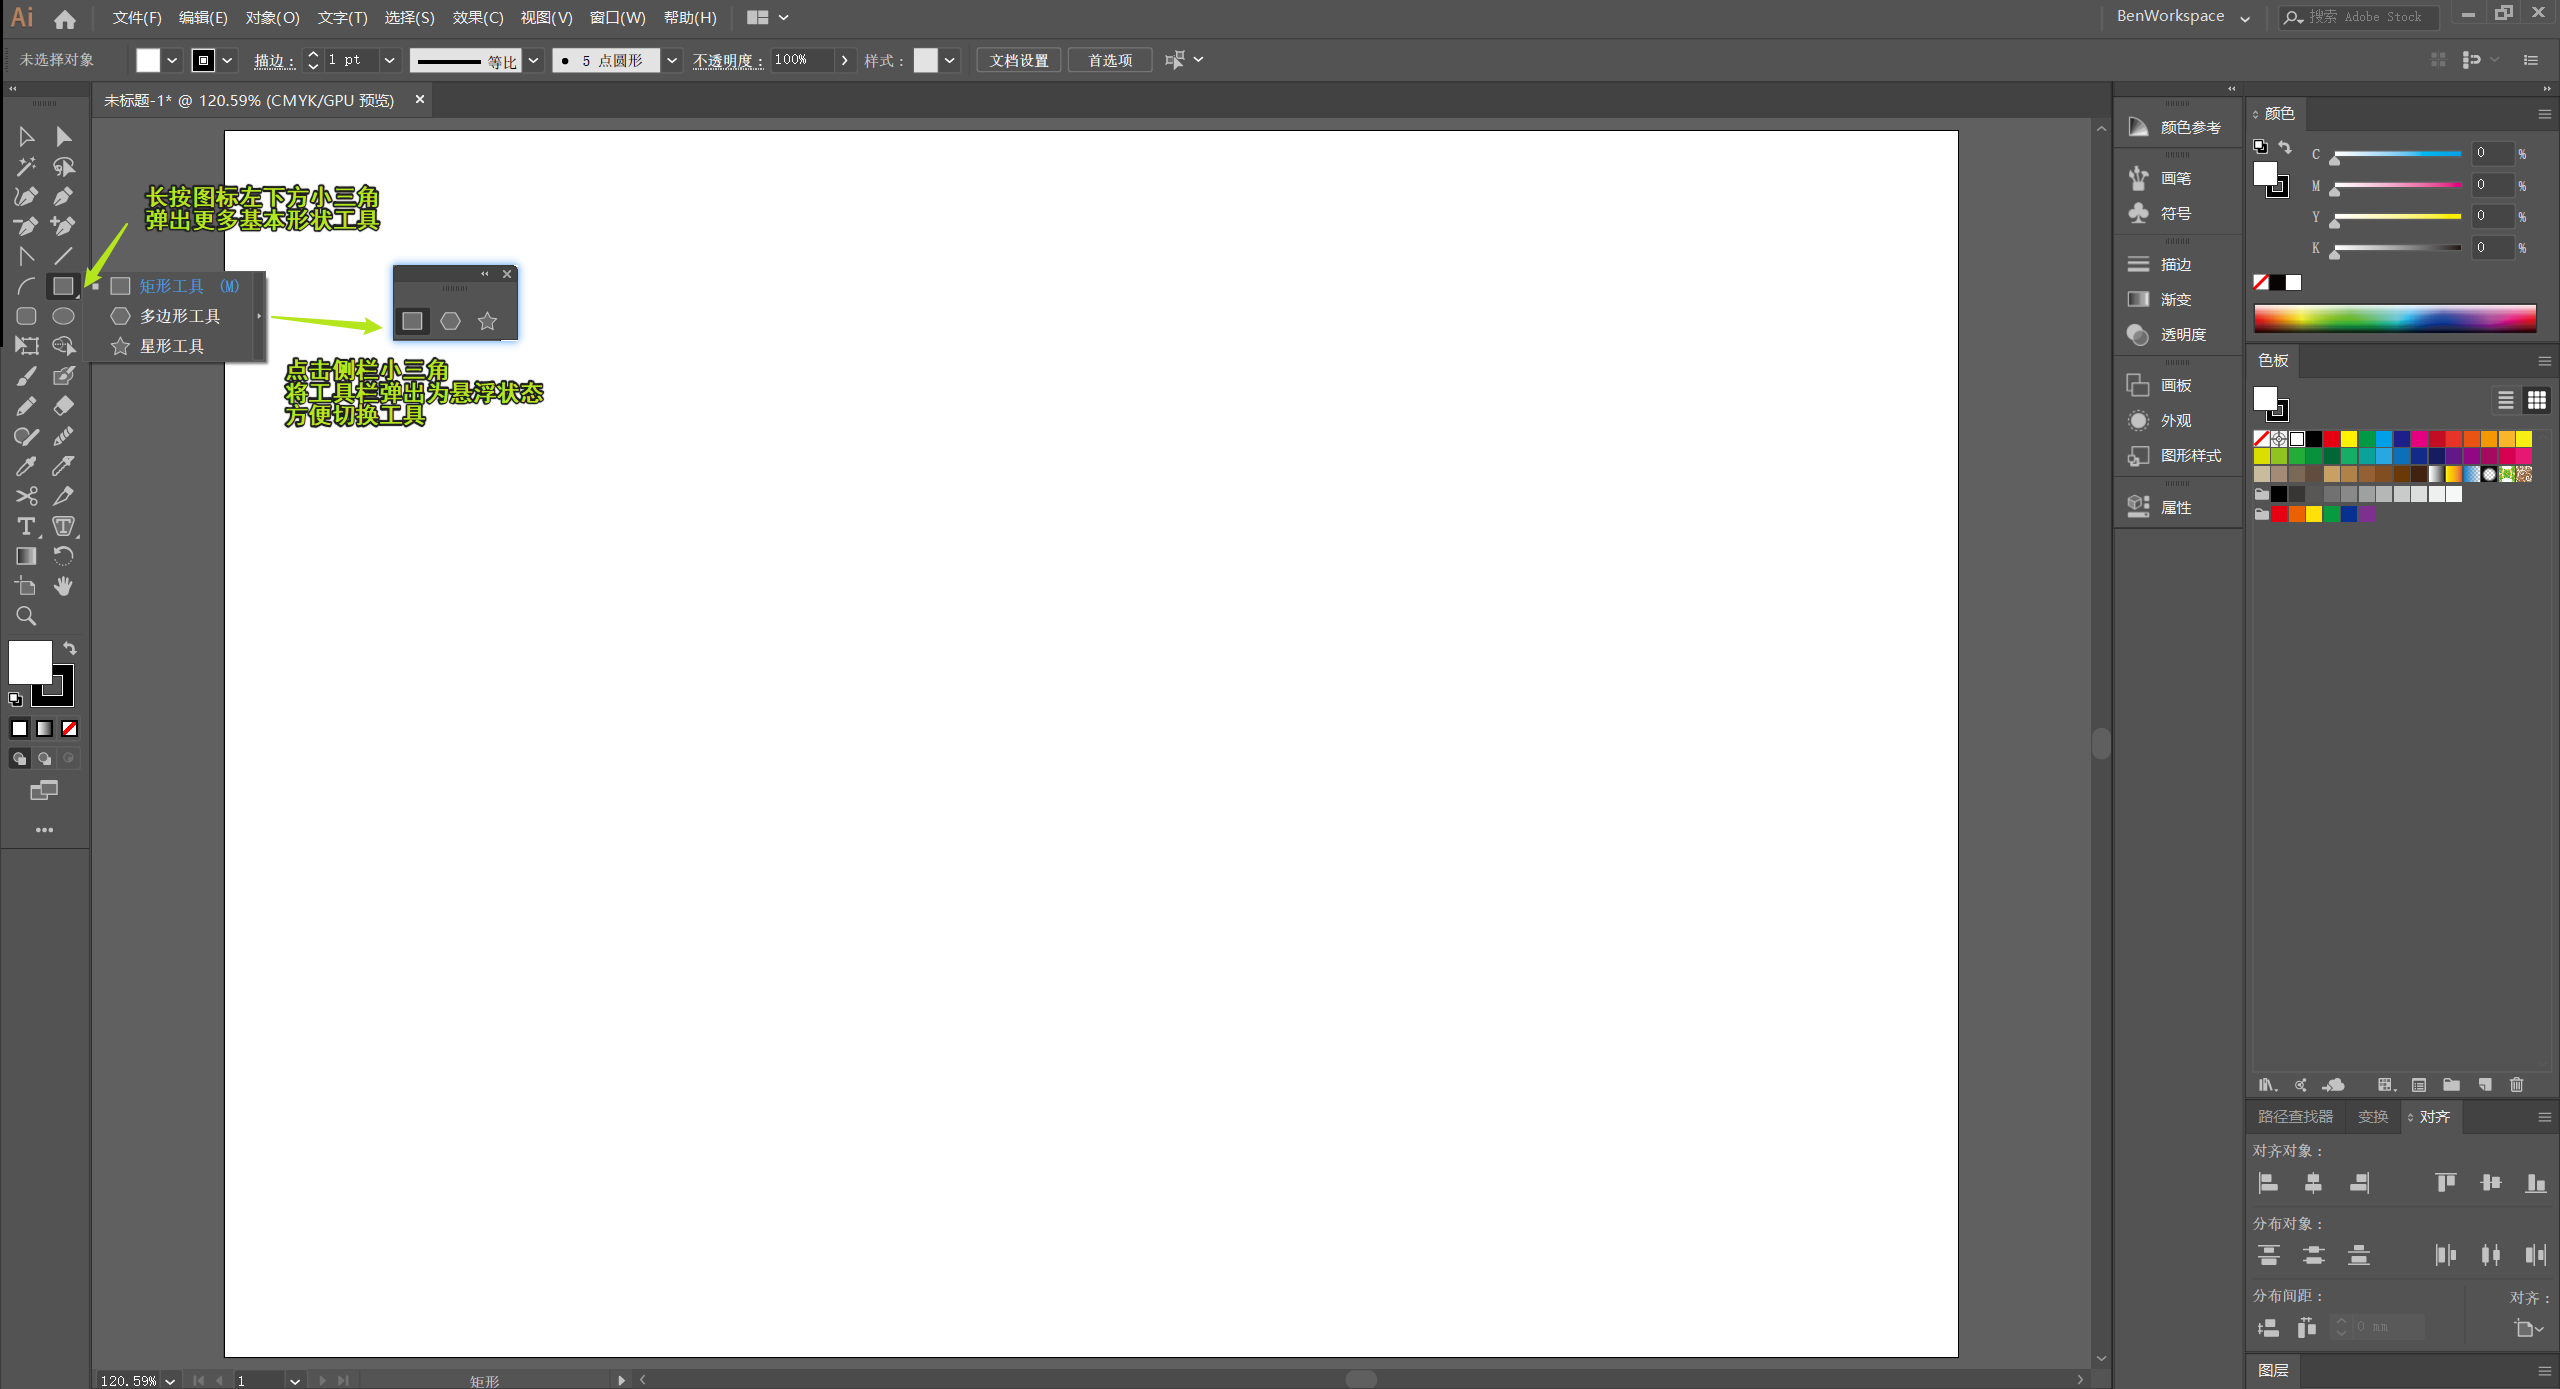 Ai 文件(F) 编辑(E) 对象(O) 文字(T) 选择(S) 效果(C) 视图(V) 窗口(W) 帮助(H) BenWorkspace 搜索 Adobe Stock
未选择对象 描边： 1 pt 等比 5 点圆形 不透明度： 100% 样式： 文档设置 首选项
未标题-1* @ 120.59% (CMYK/GPU 预览) ×
长按图标左下方小三角
弹出更多基本形状工具
矩形工具 (M)
多边形工具
星形工具
点击侧栏小三角
将工具栏弹出为悬浮状态
方便切换工具
颜色参考
画笔
符号
描边
渐变
透明度
画板
外观
图形样式
属性
颜色
C 0 %
M 0 %
Y 0 %
K 0 %
色板
路径查找器 变换 对齐
对齐对象：
分布对象：
分布间距： 对齐：
0 mm
图层
120.59% 1 矩形